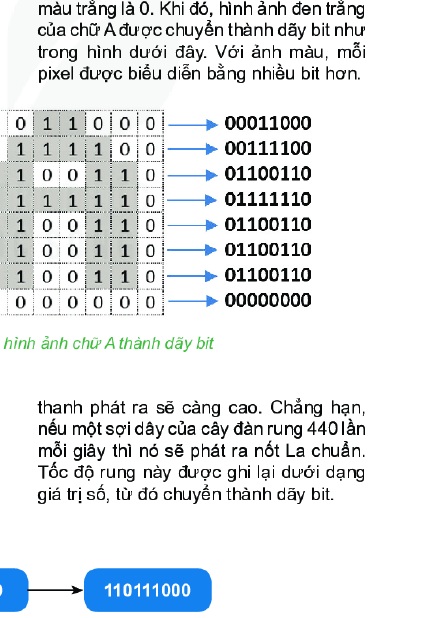 màu trắng là 0. Khi đó, hình ảnh đen trắng
của chữ A được chuyển thành dãy bit như
trong hình dưới đây. Với ảnh màu, mỗi
pixel được biểu diễn bằng nhiều bit hơn.
0 1 1 0 0 0 00011000
1 1 1 1 0 0 00111100
1 0 0 1 1 0 01100110
1 1 1 1 1 0 01111110
1 0 0 1 1 0 01100110
1 0 0 1 1 0 01100110
1 0 0 1 1 0 01100110
0 0 0 0 0 0 00000000
hình ảnh chữ A thành dãy bit
thanh phát ra sẽ càng cao. Chẳng hạn,
nếu một sợi dây của cây đàn rung 440 lần
mỗi giây thì nó sẽ phát ra nốt La chuẩn.
Tốc độ rung này được ghi lại dưới dạng
giá trị số, từ đó chuyển thành dãy bit.
110111000